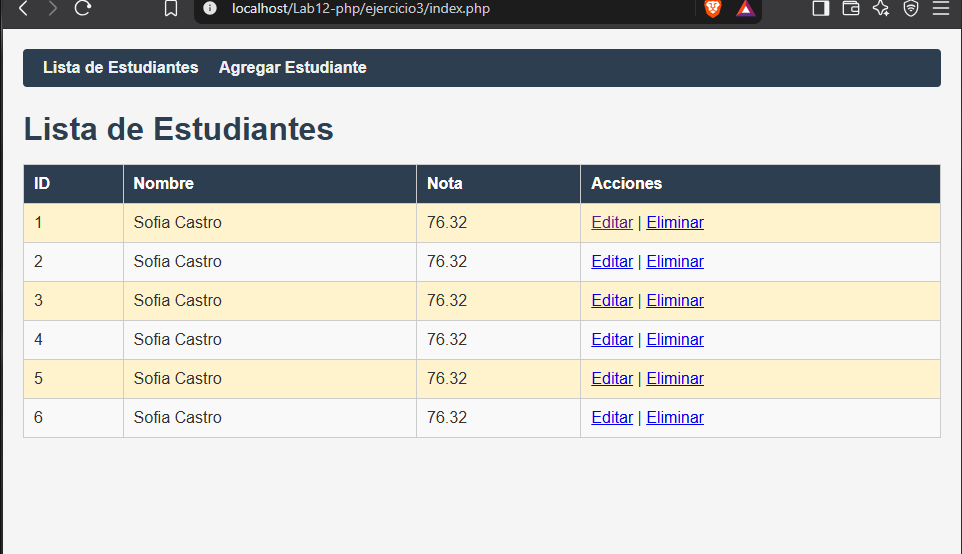 localhost/Lab12-php/ejercicio3/index.php
Lista de Estudiantes Agregar Estudiante
Lista de Estudiantes
ID Nombre Nota Acciones
1 Sofia Castro 76.32 Editar | Eliminar
2 Sofia Castro 76.32 Editar | Eliminar
3 Sofia Castro 76.32 Editar | Eliminar
4 Sofia Castro 76.32 Editar | Eliminar
5 Sofia Castro 76.32 Editar | Eliminar
6 Sofia Castro 76.32 Editar | Eliminar